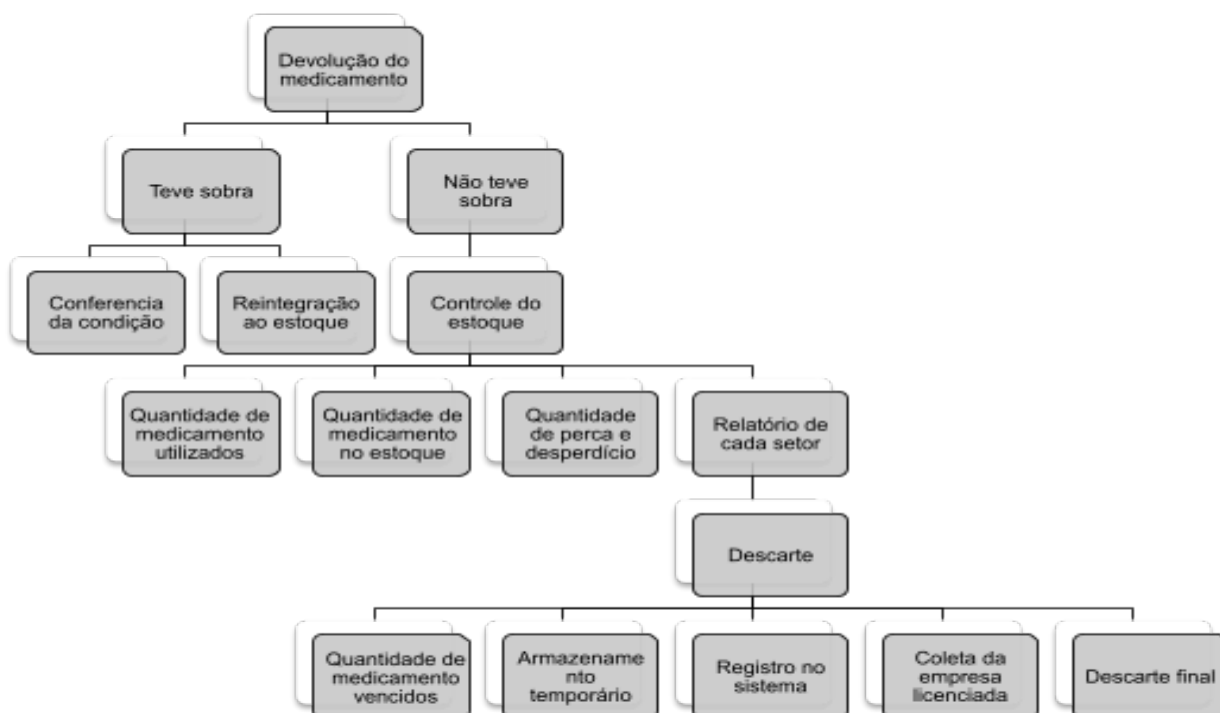 Devolução do
medicamento
Teve sobra
Não teve
sobra
Conferencia
da condição
Reintegração
ao estoque
Controle do
estoque
Quantidade de
medicamento
utilizados
Quantidade de
medicamento
no estoque
Quantidade
de perca e
desperdício
Relatório de
cada setor
Descarte
Quantidade de
medicamento
vencidos
Armazename
nto
temporário
Registro no
sistema
Coleta da
empresa
licenciada
Descarte final